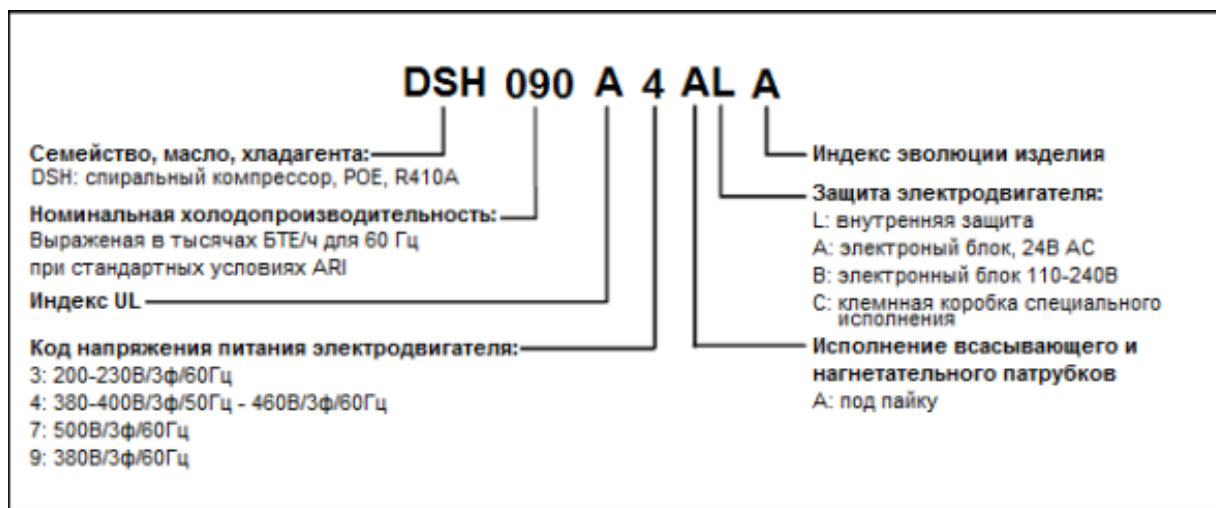 DSH 090 A 4 AL A
Семейство, масло, хладагента:
DSH: спиральный компрессор, POE, R410A
Номинальная холодопроизводительность:
Выраженая в тысячах БТЕ/ч для 60 Гц
при стандартных условиях ARI
Индекс UL
Код напряжения питания электродвигателя:
3: 200-230В/3ф/60Гц
4: 380-400В/3ф/50Гц - 460В/3ф/60Гц
7: 500В/3ф/60Гц
9: 380В/3ф/60Гц
Индекс эволюции изделия
Защита электродвигателя:
L: внутренняя защита
A: электроный блок, 24В AC
B: электронный блок 110-240В
C: клемнная коробка специального
исполнения
Исполнение всасывающего и
нагнетательного патрубков
A: под пайку